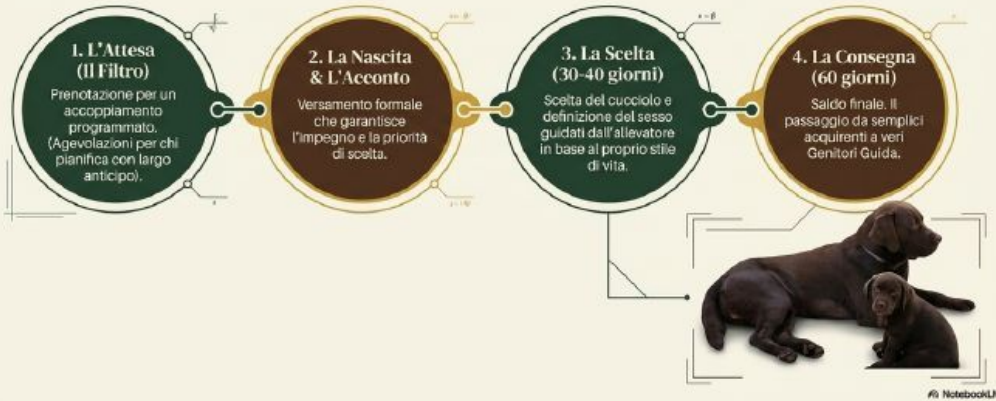 1. L'Attesa
(Il Filtro)
Prenotazione per un
accoppiamento
programmato.
(Agevolazioni per chi
pianifica con largo
anticipo).
2. La Nascita
& L'Acconto
Versamento formale
che garantisce
l'impegno e la priorità
di scelta.
3. La Scelta
(30-40 giorni)
Scelta del cucciolo e
definizione del sesso
guidati dall'allevatore
in base al proprio stile
di vita.
4. La Consegna
(60 giorni)
Saldo finale. Il
passaggio da semplici
acquirenti a veri
Genitori Guida.